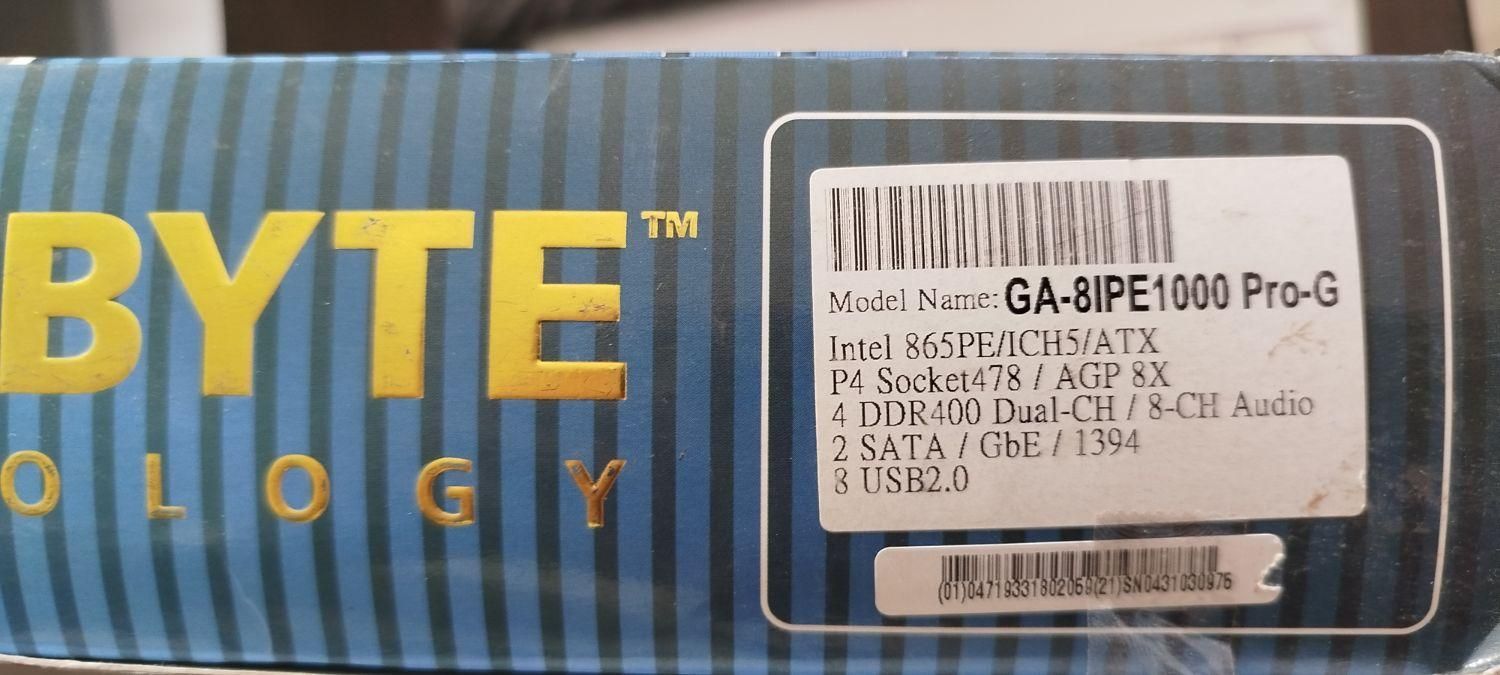 BYTE™
OLOGY
Model Name: GA-8IPE1000 Pro-G
Intel 865PE/ICH5/ATX
P4 Socket478 / AGP 8X
4 DDR400 Dual-CH / 8-CH Audio
2 SATA / GbE / 1394
8 USB2.0
(01)04719331802059(21)SN0431030976